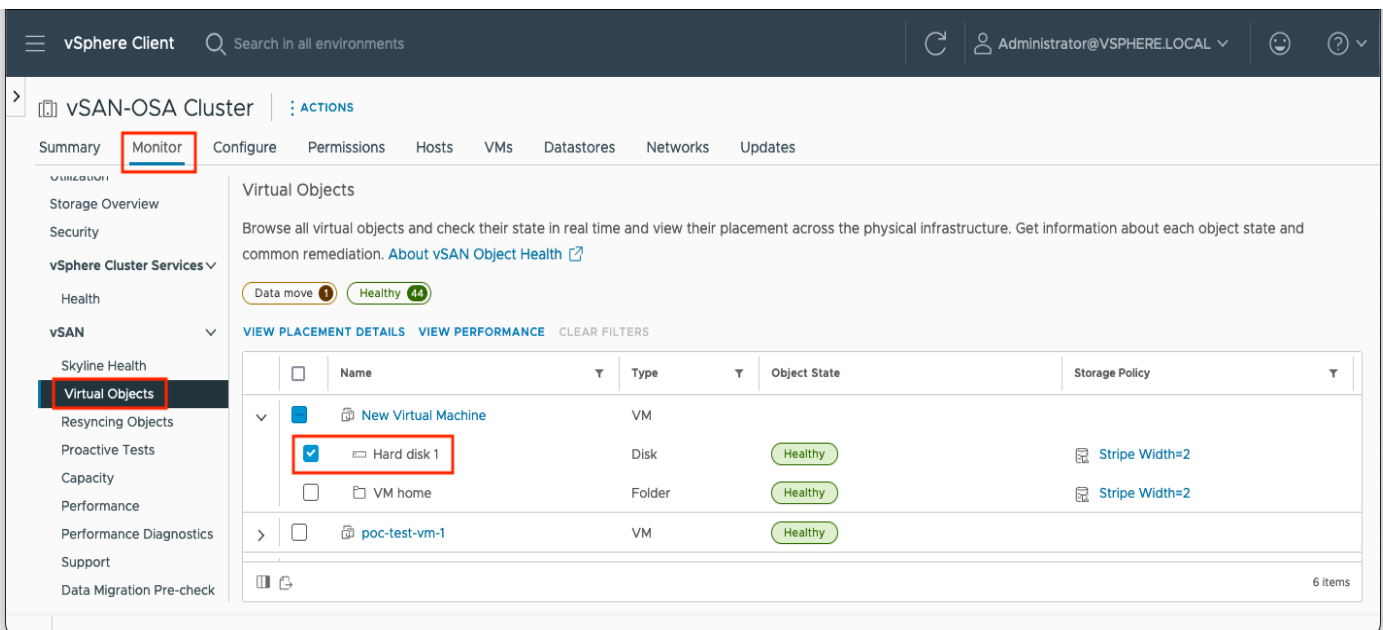 vSphere Client Search in all environments Administrator@VSPHERE.LOCAL
vSAN-OSA Cluster ACTIONS
Summary Monitor Configure Permissions Hosts VMs Datastores Networks Updates
Utilization
Storage Overview
Security
vSphere Cluster Services
Health
vSAN
Skyline Health
Virtual Objects
Resyncing Objects
Proactive Tests
Capacity
Performance
Performance Diagnostics
Support
Data Migration Pre-check
Virtual Objects
Browse all virtual objects and check their state in real time and view their placement across the physical infrastructure. Get information about each object state and
common remediation. About vSAN Object Health
Data move 1 Healthy 44
VIEW PLACEMENT DETAILS VIEW PERFORMANCE CLEAR FILTERS
Name Type Object State Storage Policy
New Virtual Machine VM
Hard disk 1 Disk Healthy Stripe Width=2
VM home Folder Healthy Stripe Width=2
poc-test-vm-1 VM Healthy
6 items